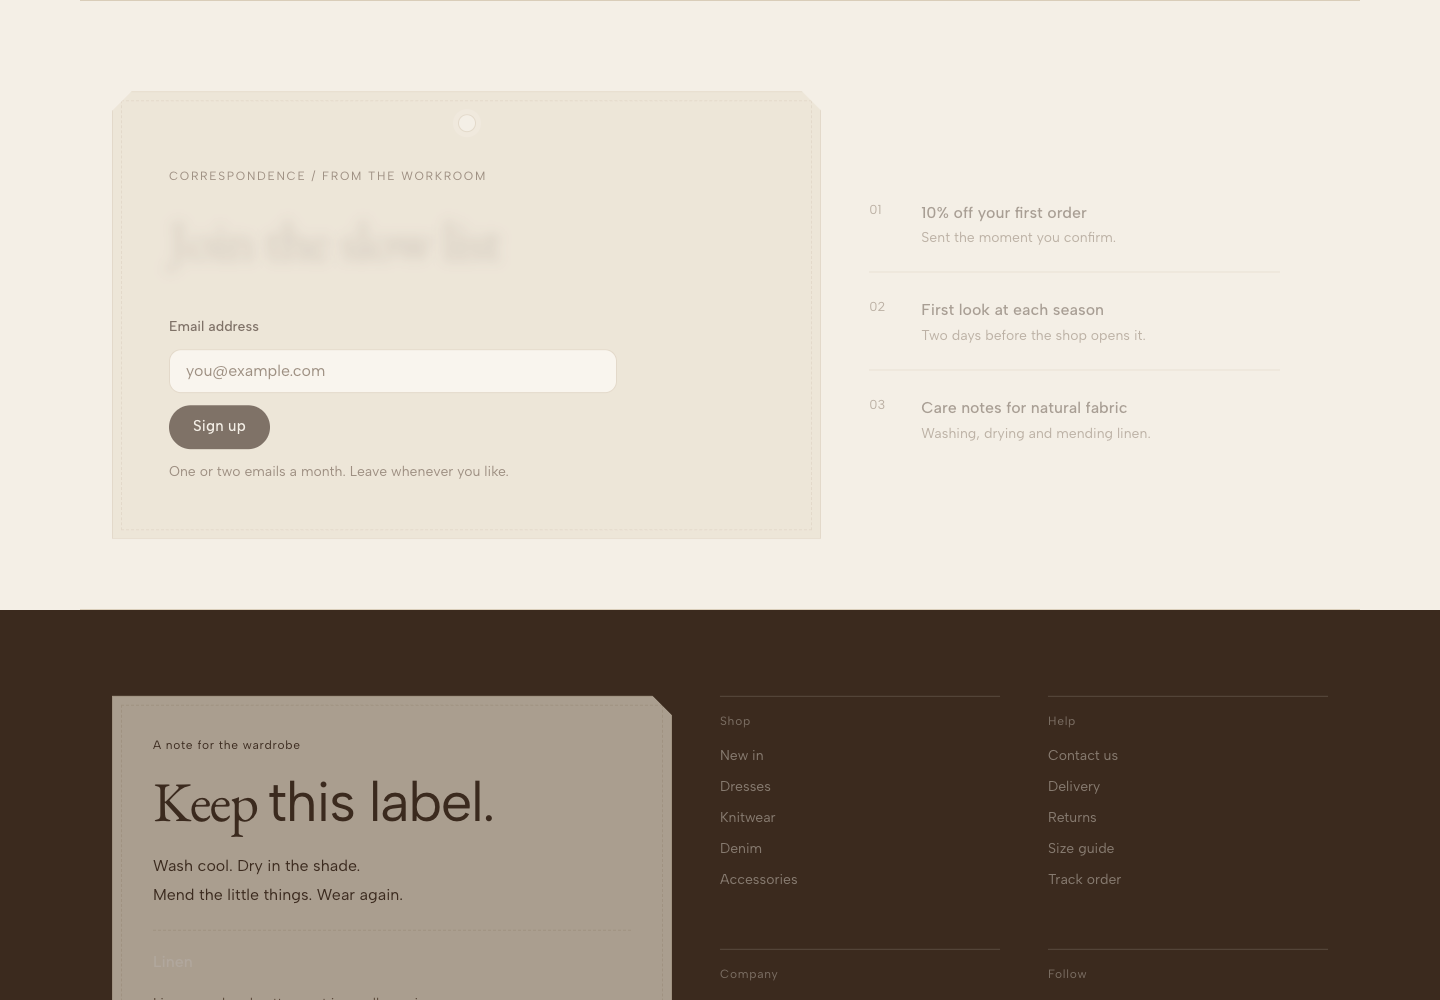 CORRESPONDENCE / FROM THE WORKROOM
Join the slow list
Email address
you@example.com
Sign up
One or two emails a month. Leave whenever you like.
01
10% off your first order
Sent the moment you confirm.
02
First look at each season
Two days before the shop opens it.
03
Care notes for natural fabric
Washing, drying and mending linen.
A note for the wardrobe
Keep this label.
Wash cool. Dry in the shade.
Mend the little things. Wear again.
Linen
Shop
New in
Dresses
Knitwear
Denim
Accessories
Help
Contact us
Delivery
Returns
Size guide
Track order
Company
Follow